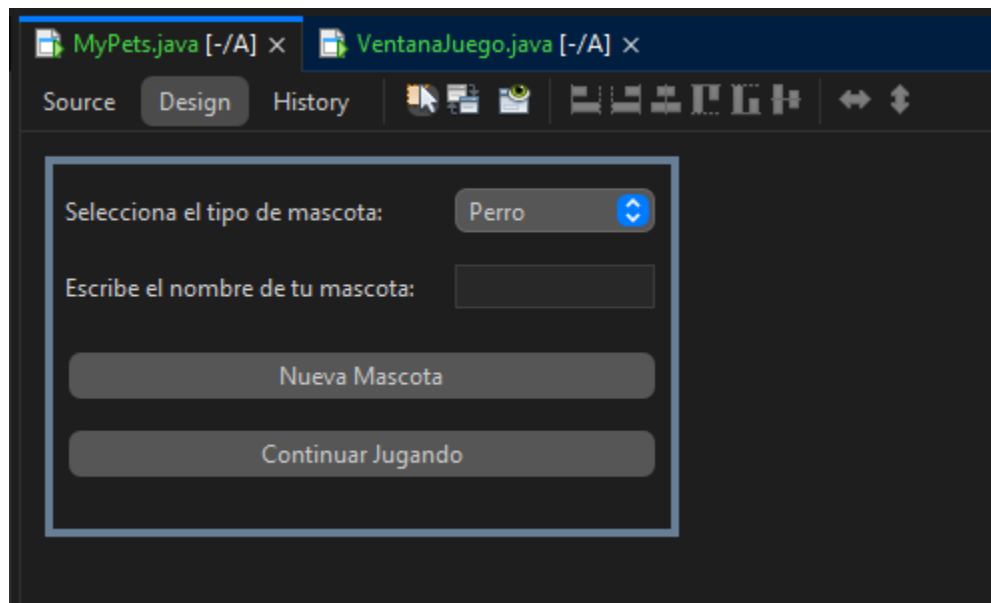 MyPets.java [-/A] × VentanaJuego.java [-/A] ×
Source Design History
Selecciona el tipo de mascota: Perro
Escribe el nombre de tu mascota:
Nueva Mascota
Continuar Jugando